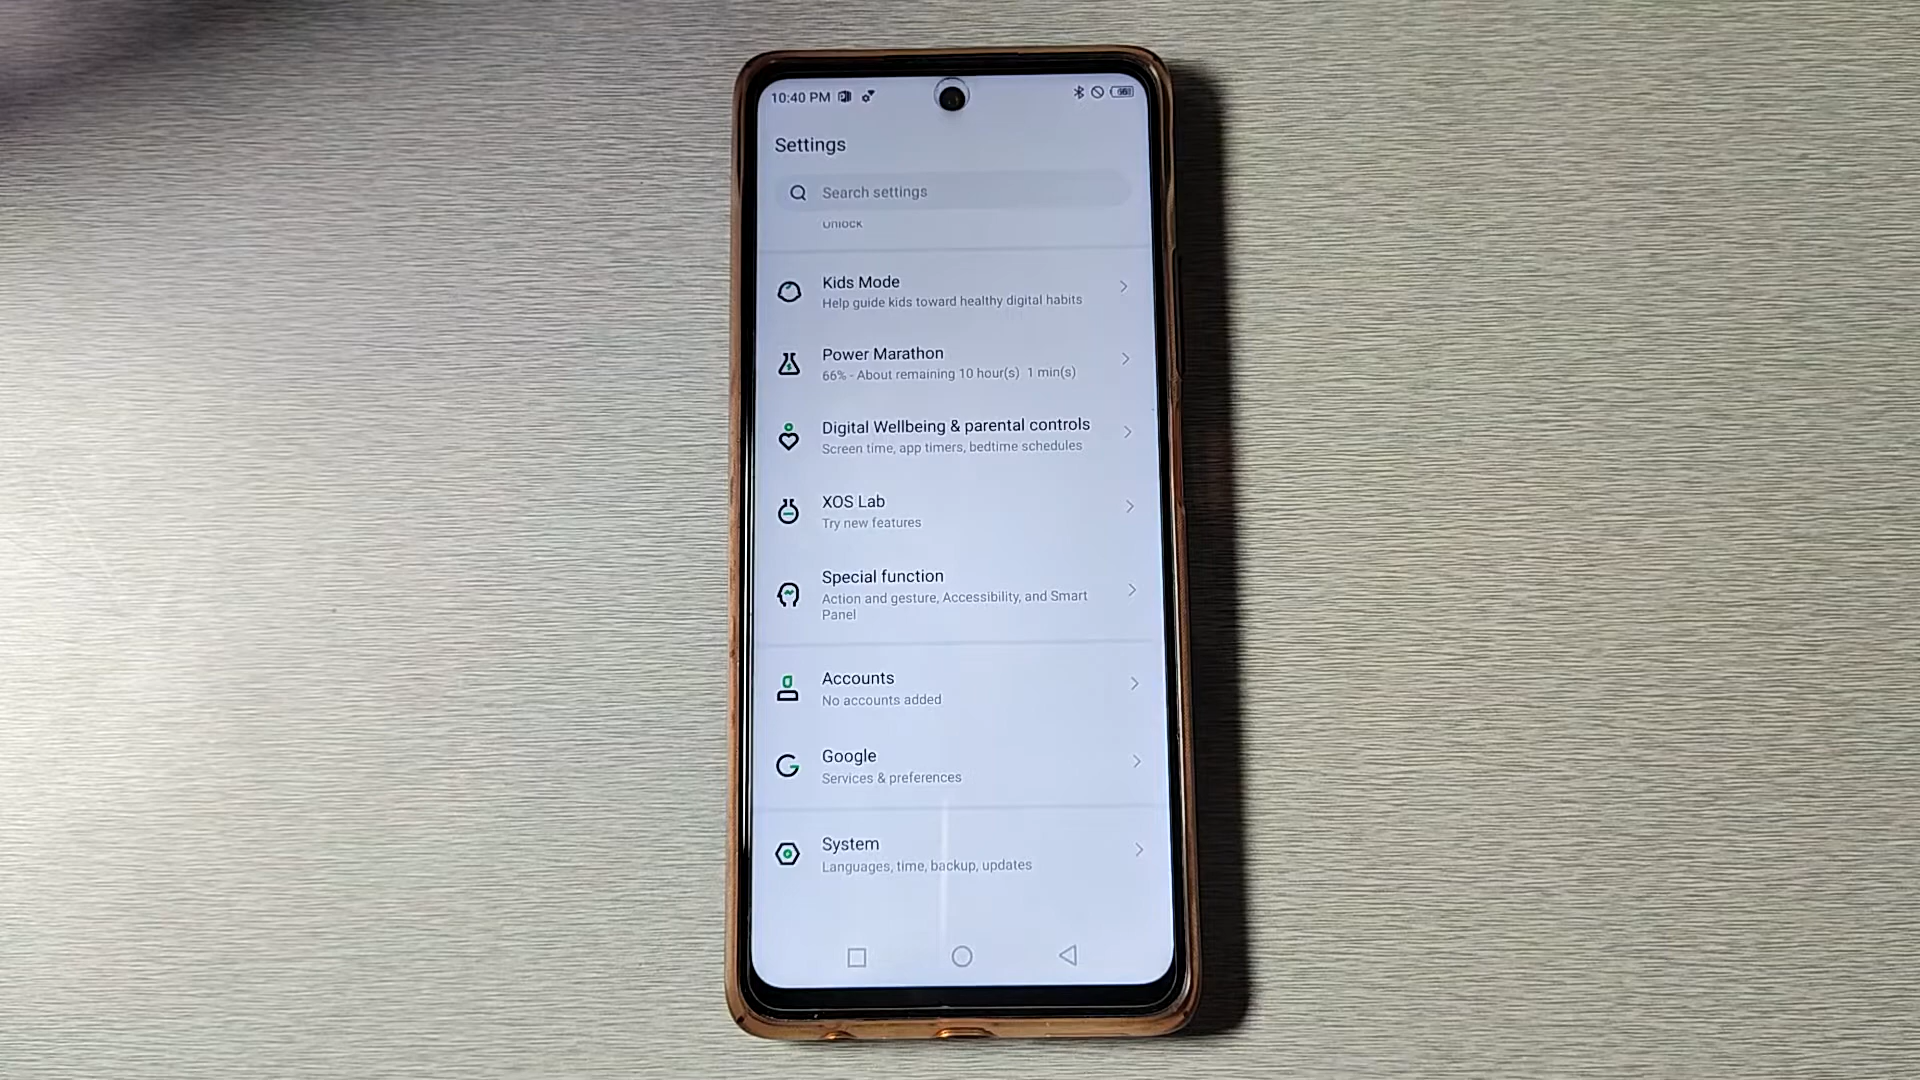 10:40 PM
Settings
Search settings
Unlock
Kids Mode
Help guide kids toward healthy digital habits
Power Marathon
66% - About remaining 10 hour(s) 1 min(s)
Digital Wellbeing & parental controls
Screen time, app timers, bedtime schedules
XOS Lab
Try new features
Special function
Action and gesture, Accessibility, and Smart
Panel
Accounts
No accounts added
Google
Services & preferences
System
Languages, time, backup, updates